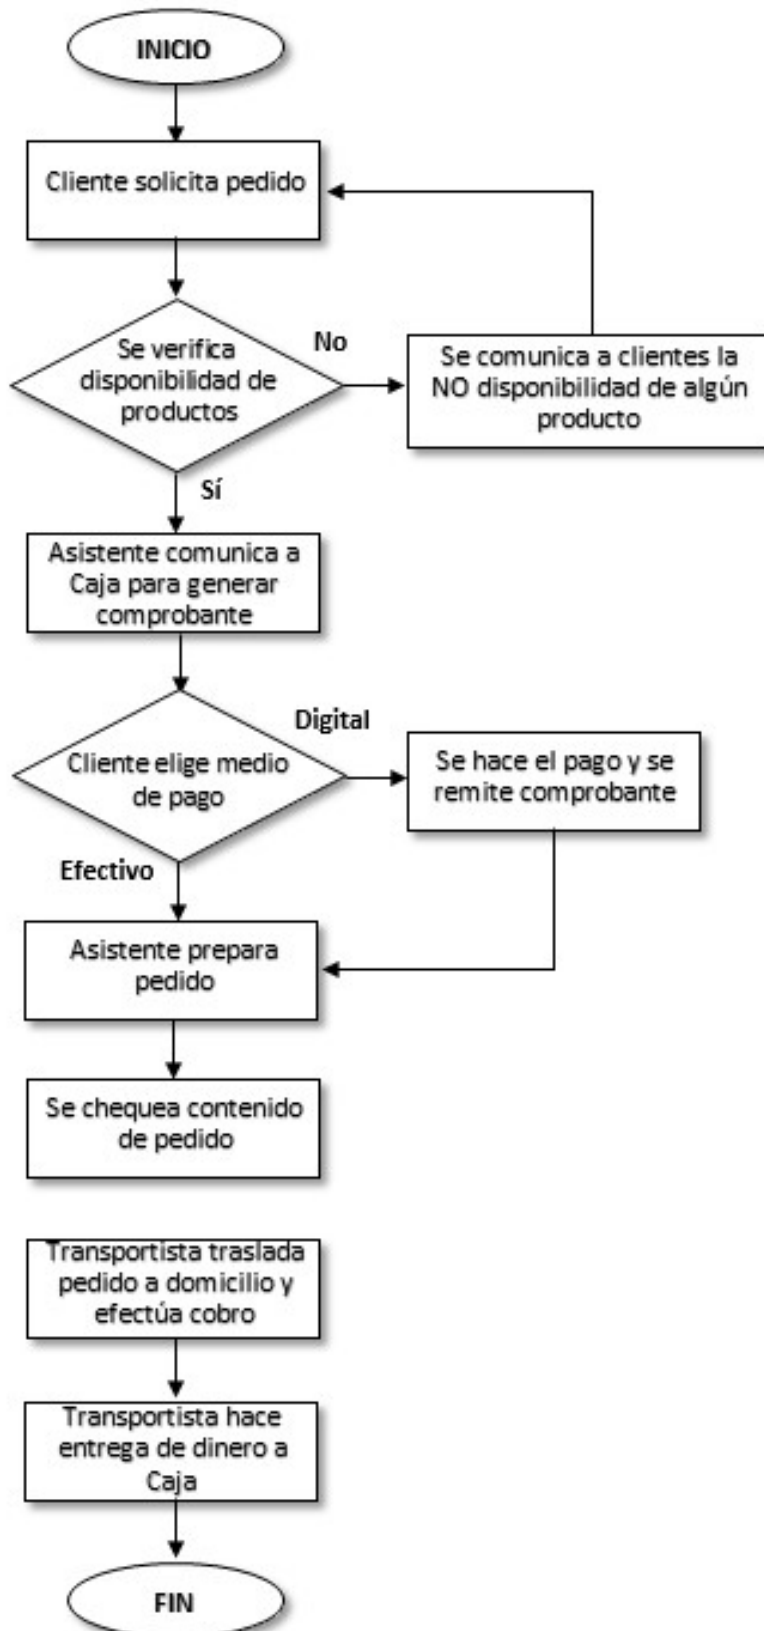 INICIO
Cliente solicita pedido
Se verifica
disponibilidad de
productos
No
Se comunica a clientes la
NO disponibilidad de algún
producto
Sí
Asistente comunica a
Caja para generar
comprobante
Cliente elige medio
de pago
Digital
Se hace el pago y se
remite comprobante
Efectivo
Asistente prepara
pedido
Se chequea contenido
de pedido
Transportista traslada
pedido a domicilio y
efectúa cobro
Transportista hace
entrega de dinero a
Caja
FIN